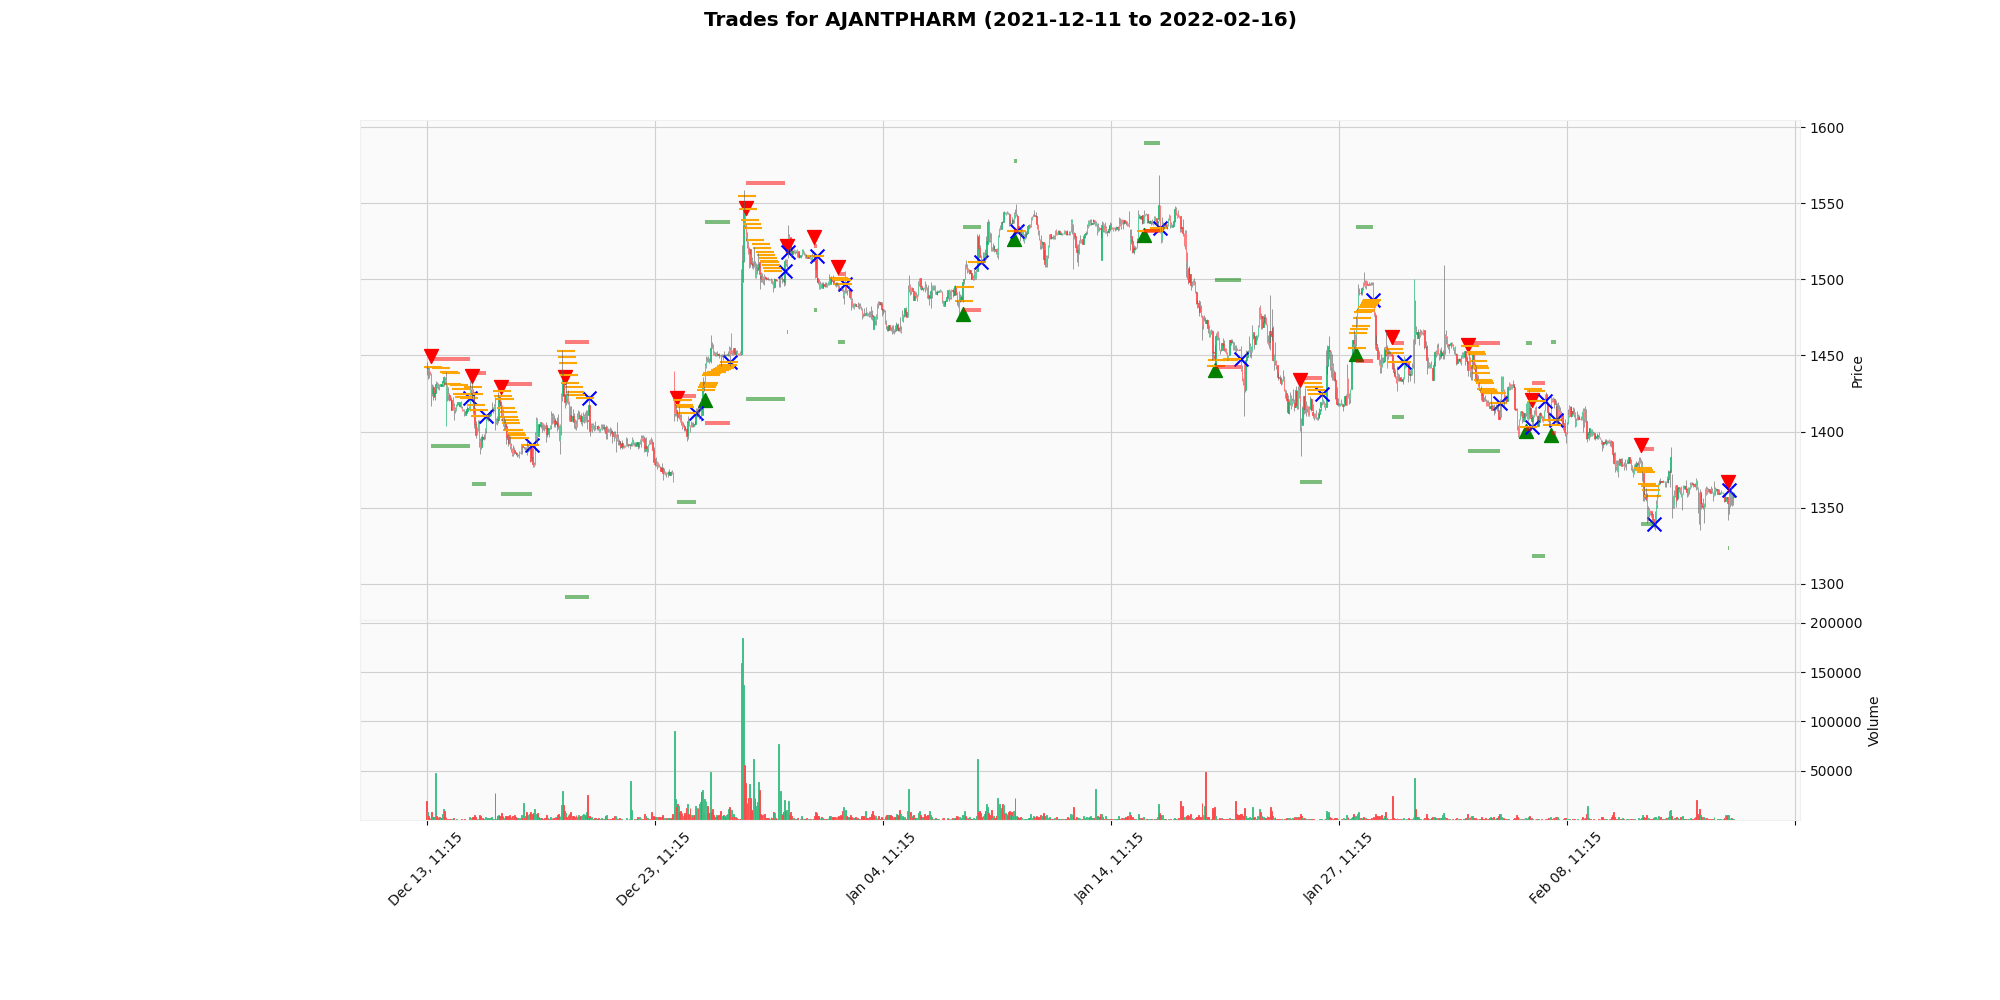 Trades for AJANTPHARM (2021-12-11 to 2022-02-16)
1600
1550
1500
1450
1400
1350
1300
Price
200000
150000
100000
50000
Volume
Dec 13, 11:15
Dec 23, 11:15
Jan 04, 11:15
Jan 14, 11:15
Jan 27, 11:15
Feb 08, 11:15